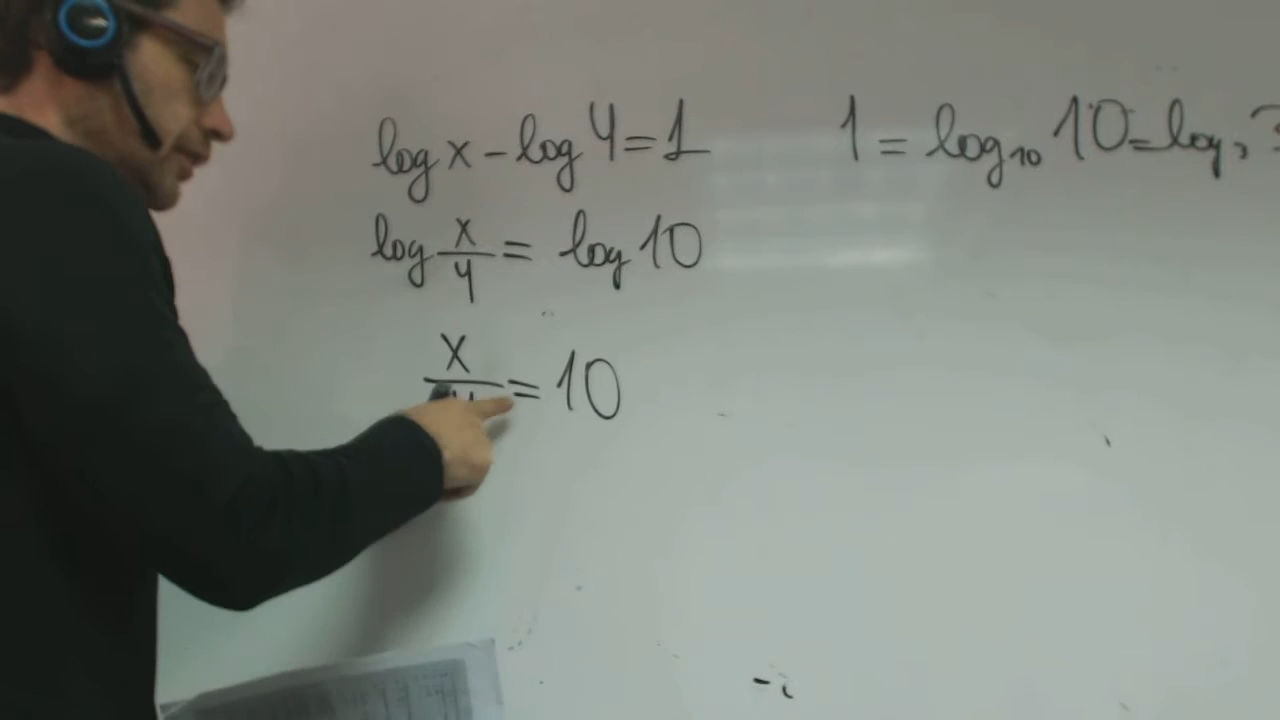 log x - log 4 = 1
1 = log₁₀ 10 = log, ?
log x/4 = log 10
x/4 = 10